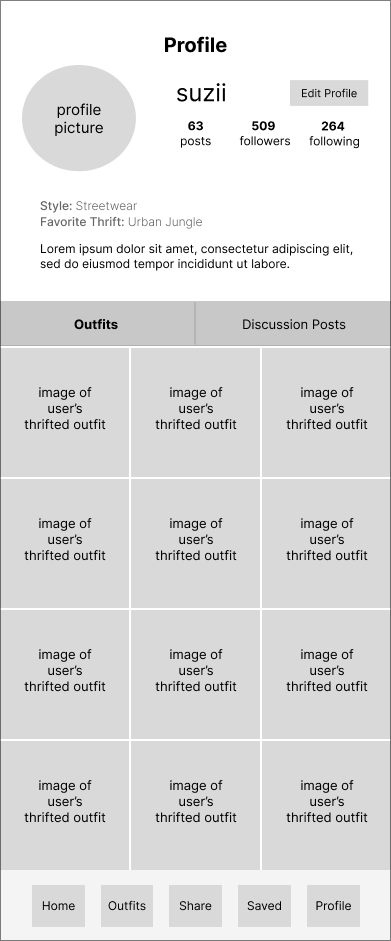 Profile
profile
picture
suzii
Edit Profile
63 509 264
posts followers following
Style: Streetwear
Favorite Thrift: Urban Jungle
Lorem ipsum dolor sit amet, consectetur adipiscing elit,
sed do eiusmod tempor incididunt ut labore.
Outfits Discussion Posts
image of
user's
thrifted outfit
image of
user's
thrifted outfit
image of
user's
thrifted outfit
image of
user's
thrifted outfit
image of
user's
thrifted outfit
image of
user's
thrifted outfit
image of
user's
thrifted outfit
image of
user's
thrifted outfit
image of
user's
thrifted outfit
image of
user's
thrifted outfit
image of
user's
thrifted outfit
image of
user's
thrifted outfit
Home Outfits Share Saved Profile